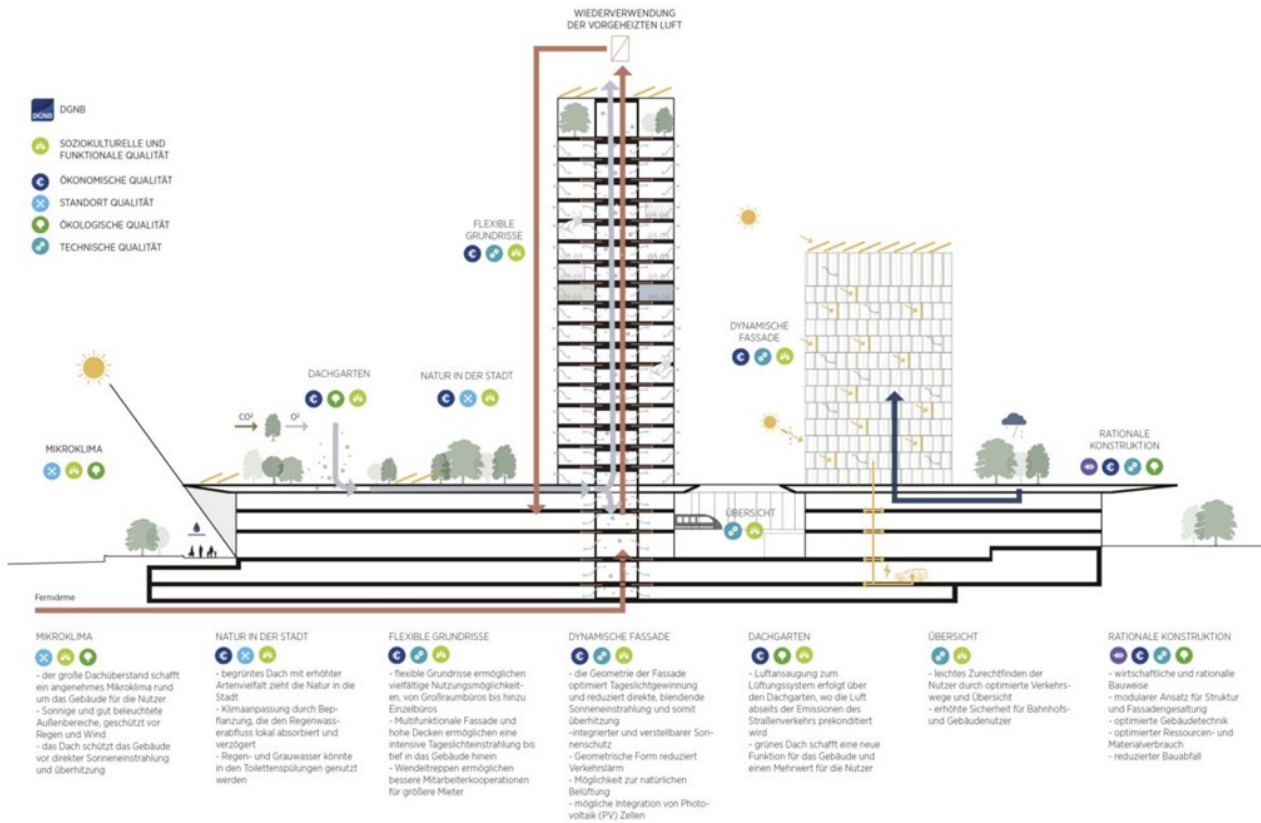 WIEDERVERWENDUNG
DER VORGEHEIZTEN LUFT
DGNB
DGNB
SOZIOKULTURELLE UND
FUNKTIONALE QUALITÄT
ÖKONOMISCHE QUALITÄT
STANDORT QUALITÄT
ÖKOLOGISCHE QUALITÄT
TECHNISCHE QUALITÄT
FLEXIBLE
GRUNDRISSE
DYNAMISCHE
FASSADE
DACHGARTEN
NATUR IN DER STADT
CO²
O²
MIKROKLIMA
RATIONALE
KONSTRUKTION
ÜBERSICHT
Fernwärme
MIKROKLIMA
- der große Dachüberstand schafft
ein angenehmes Mikroklima rund
um das Gebäude für die Nutzer
- Sonnige und gut beleuchtete
Außenbereiche, geschützt vor
Regen und Wind
- das Dach schützt das Gebäude
vor direkter Sonneneinstrahlung
und überhitzung
NATUR IN DER STADT
- begrüntes Dach mit erhöhter
Artenvielfalt zieht die Natur in die
Stadt
- Klimaanpassung durch Bep-
flanzung, die den Regenwass-
erabfluss lokal absorbiert und
verzögert
- Regen- und Grauwasser könnte
in den Toilettenspülungen genutzt
werden
FLEXIBLE GRUNDRISSE
- flexible Grundrisse ermöglichen
vielfältige Nutzungsmöglichkeit-
en, von Großraumbüros bis hinzu
Einzelbüros
- Multifunktionale Fassade und
hohe Decken ermöglichen eine
intensive Tageslichteinstrahlung bis
tief in das Gebäude hinein
- Wendeltreppen ermöglichen
bessere Mitarbeiterkooperationen
für größere Mieter
DYNAMISCHE FASSADE
- die Geometrie der Fassade
optimiert Tageslichtgewinnung
und reduziert direkte, blendende
Sonneneinstrahlung und somit
überhitzung
-integrierter und verstellbarer Son-
nenschutz
- Geometrische Form reduziert
Verkehrslärm
- Möglichkeit zur natürlichen
Belüftung
- mögliche Integration von Photo-
voltaik (PV) Zellen
DACHGARTEN
- Luftansaugung zum
Lüftungssystem erfolgt über
den Dachgarten, wo die Luft
abseits der Emissionen des
Straßenverkehrs prekonditiert
wird
- grünes Dach schafft eine neue
Funktion für das Gebäude und
einen Mehrwert für die Nutzer
ÜBERSICHT
- leichtes Zurechtfinden der
Nutzer durch optimierte Verkehrs-
wege und Übersicht
- erhöhte Sicherheit für Bahnhofs-
und Gebäudenutzer
RATIONALE KONSTRUKTION
- wirtschaftliche und rationale
Bauweise
- modularer Ansatz für Struktur
und Fassadengesaltung
- optimierte Gebäudetechnik
- optimierter Ressourcen- und
Materialverbrauch
- reduzierter Bauabfall